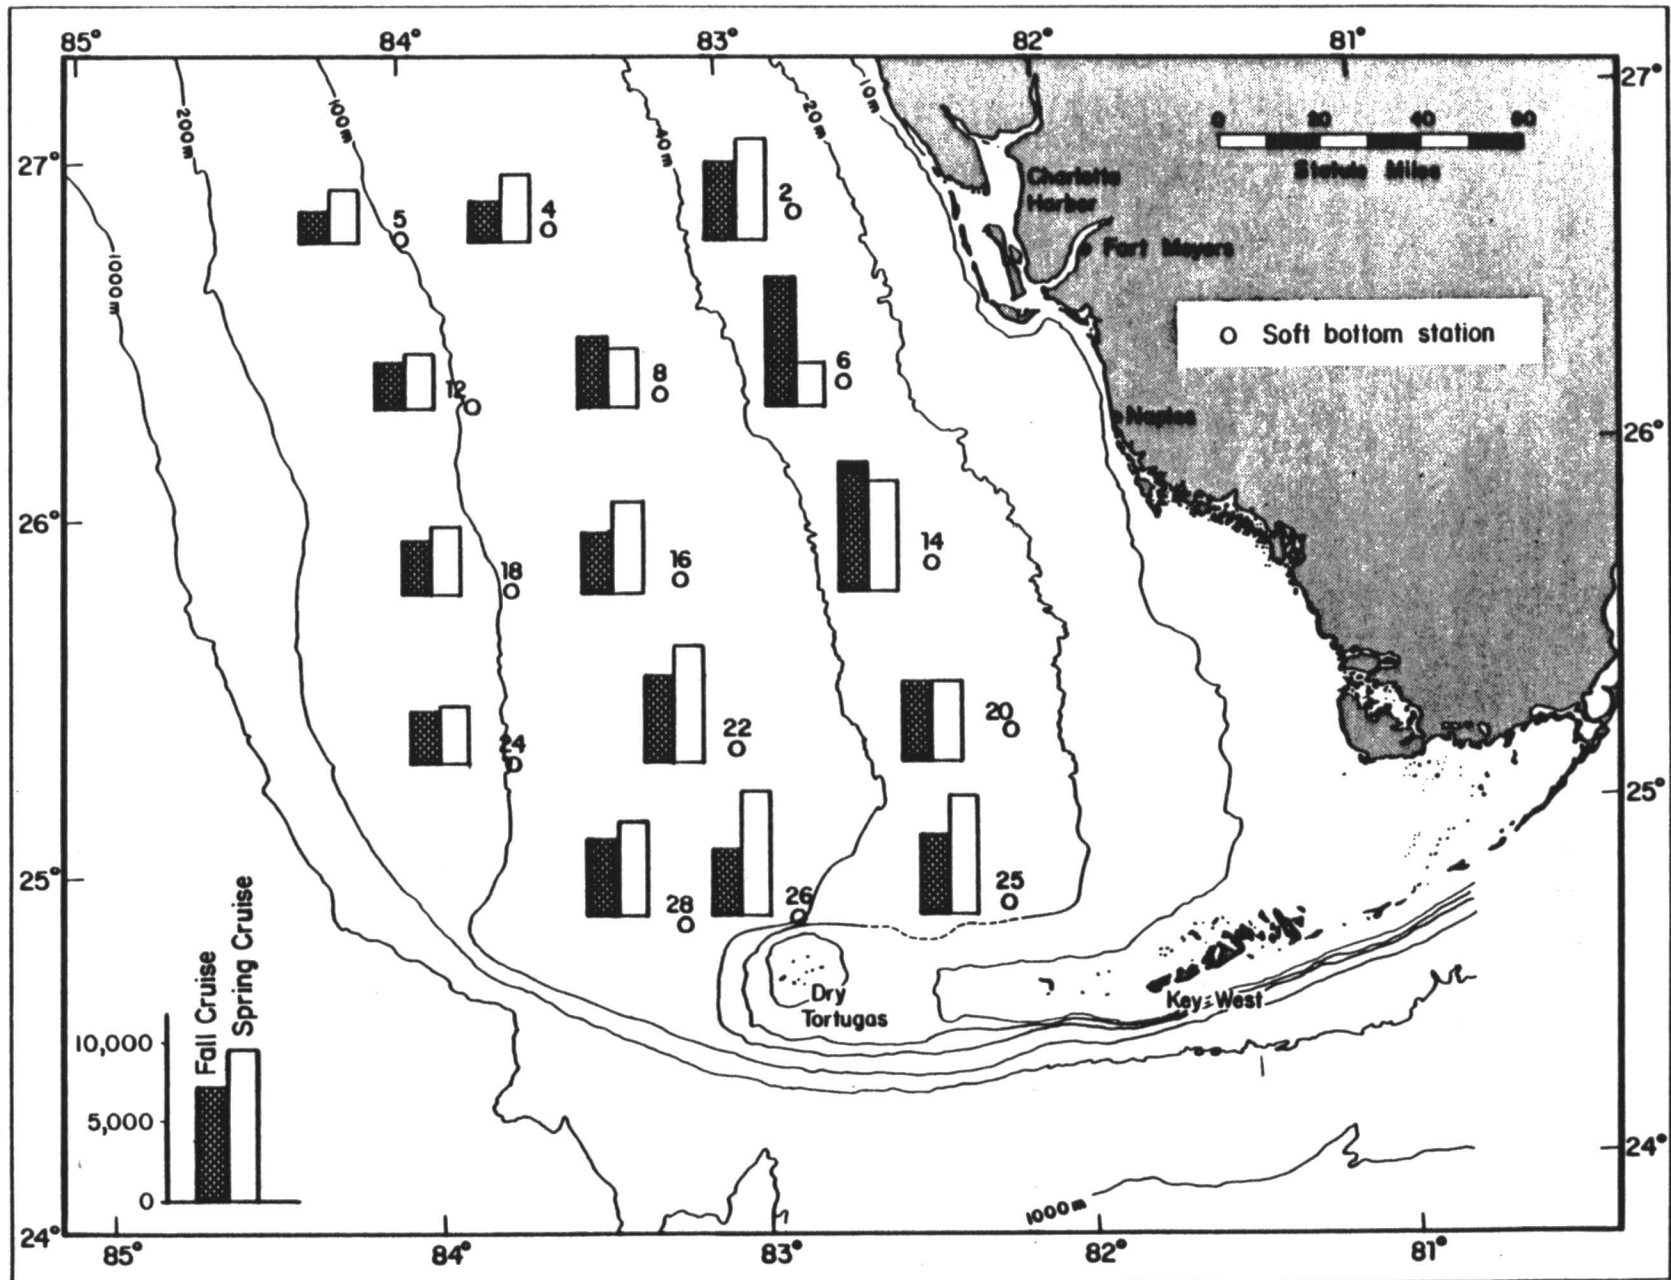 85° 84° 83° 82° 81°
27°
200m
100m
40m
20m
10m
0 20 40 60
Statute Miles
27°
Charlotte
Harbor
2
4
5
Fort Meyers
1000m
O Soft bottom station
6
8
12
Naples
26°
26°
14
16
18
20
22
24
25°
25°
25
26
28
Dry
Tortugas
Key West
Fall Cruise
Spring Cruise
10,000
5,000
0
24°
1000m
24°
85° 84° 83° 82° 81°